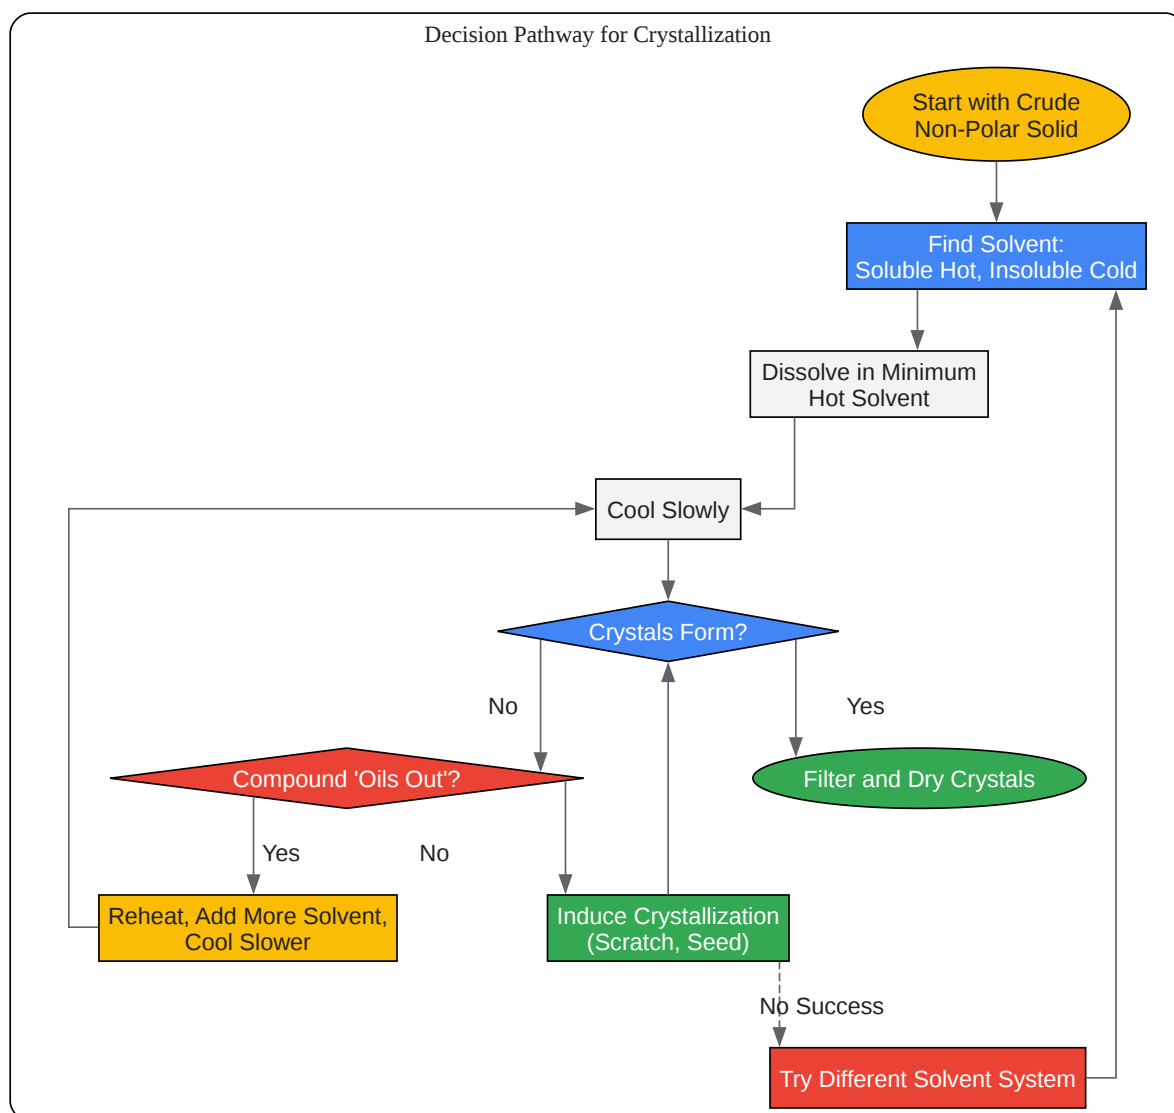 Decision Pathway for Crystallization
Start with Crude
Non-Polar Solid
Find Solvent:
Soluble Hot, Insoluble Cold
Dissolve in Minimum
Hot Solvent
Cool Slowly
Crystals Form?
No
Yes
Compound 'Oils Out'?
Filter and Dry Crystals
Yes
No
Reheat, Add More Solvent,
Cool Slower
Induce Crystallization
(Scratch, Seed)
No Success
Try Different Solvent System